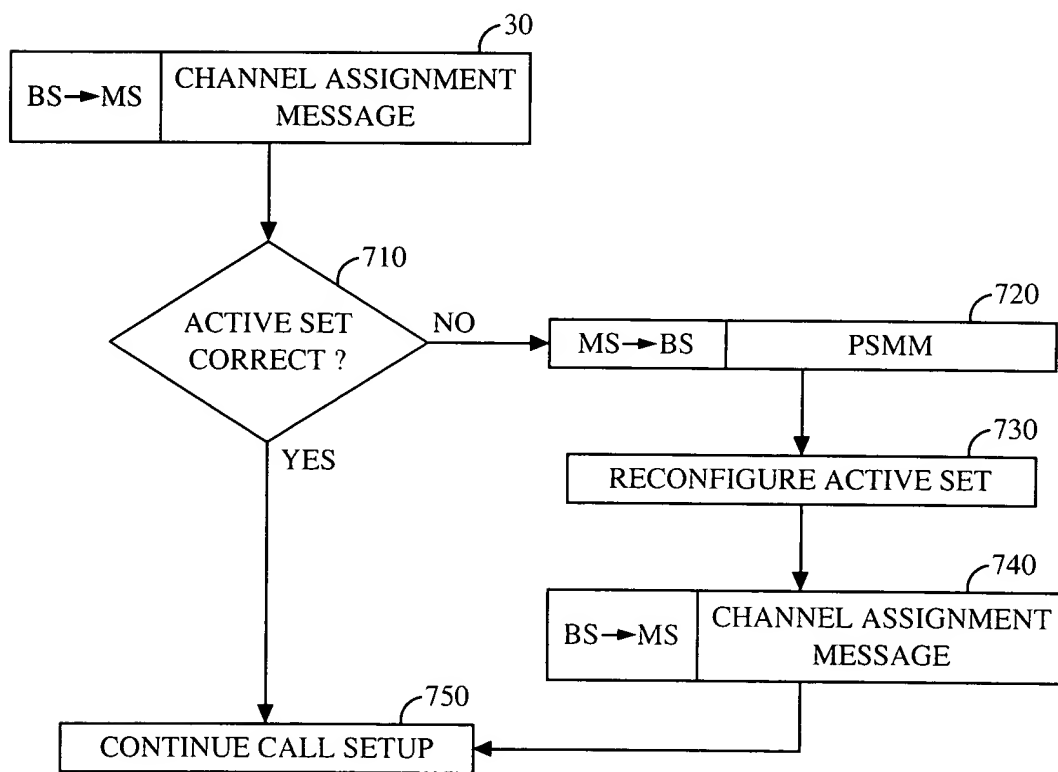 30
BS→MS
CHANNEL ASSIGNMENT
MESSAGE
710
ACTIVE SET
CORRECT ?
NO
YES
720
MS→BS
PSMM
730
RECONFIGURE ACTIVE SET
740
BS→MS
CHANNEL ASSIGNMENT
MESSAGE
750
CONTINUE CALL SETUP